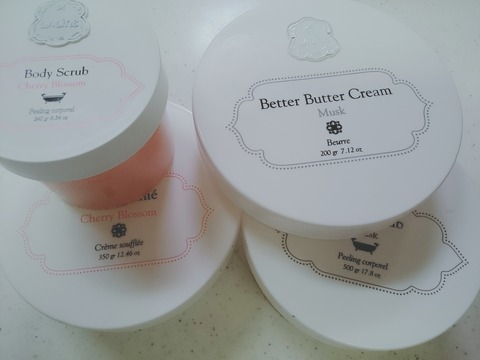 Body Scrub
Cherry Blossom
Peeling corporel
Better Butter Cream
Musk
Beurre
200 gr 7.12 oz
Cherry Blossom
Crème soufflée
350 gr 12.46 oz
Peeling corporel
500 gr 17.8 oz